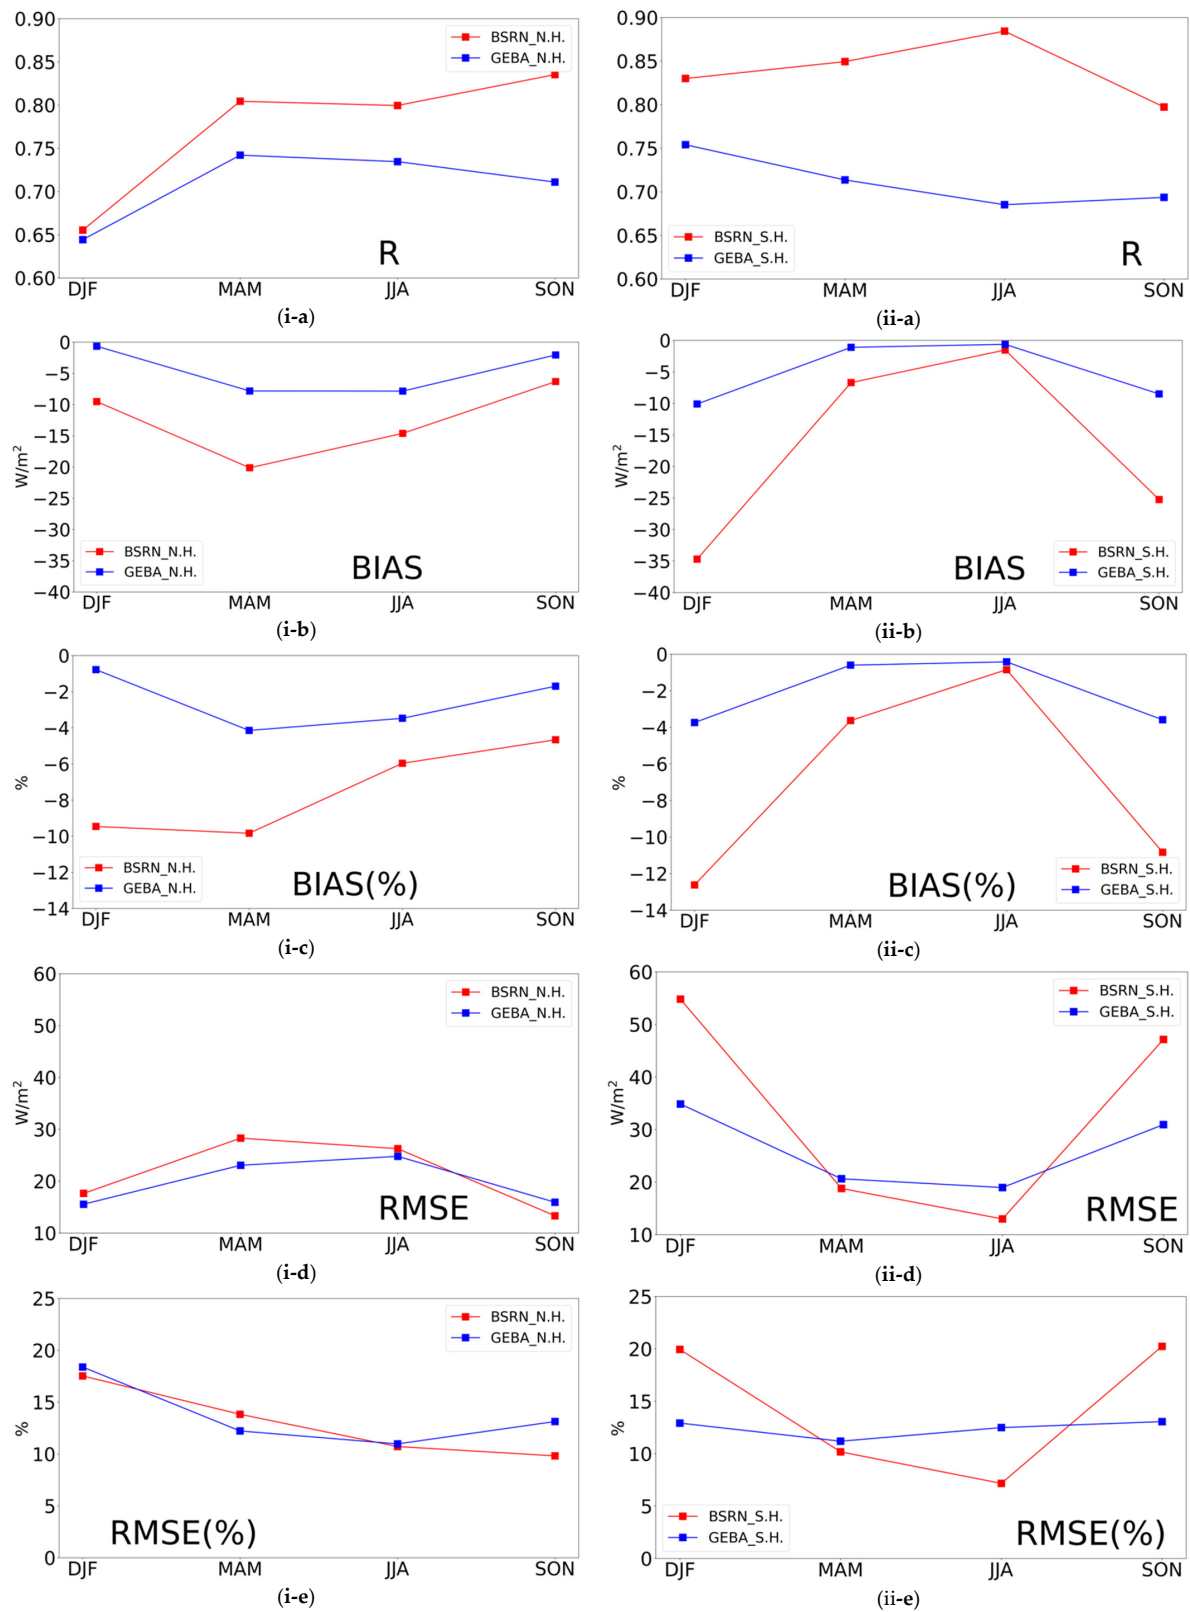 0.90
0.85
0.80
0.75
0.70
0.65
0.60
BSRN_N.H.
GEBA_N.H.
R
DJF MAM JJA SON
(i-a)
0.90
0.85
0.80
0.75
0.70
0.65
0.60
BSRN_S.H.
GEBA_S.H.
R
DJF MAM JJA SON
(ii-a)
0
−5
−10
−15
−20
−25
−30
−35
−40
W/m²
BSRN_N.H.
GEBA_N.H.
BIAS
DJF MAM JJA SON
(i-b)
0
−5
−10
−15
−20
−25
−30
−35
−40
W/m²
BIAS
BSRN_S.H.
GEBA_S.H.
DJF MAM JJA SON
(ii-b)
0
−2
−4
−6
−8
−10
−12
−14
%
BSRN_N.H.
GEBA_N.H.
BIAS(%)
DJF MAM JJA SON
(i-c)
0
−2
−4
−6
−8
−10
−12
−14
%
BIAS(%)
BSRN_S.H.
GEBA_S.H.
DJF MAM JJA SON
(ii-c)
60
50
40
30
20
10
W/m²
BSRN_N.H.
GEBA_N.H.
RMSE
DJF MAM JJA SON
(i-d)
60
50
40
30
20
10
W/m²
BSRN_S.H.
GEBA_S.H.
RMSE
DJF MAM JJA SON
(ii-d)
25
20
15
10
5
0
%
BSRN_N.H.
GEBA_N.H.
RMSE(%)
DJF MAM JJA SON
(i-e)
25
20
15
10
5
0
%
BSRN_S.H.
GEBA_S.H.
RMSE(%)
DJF MAM JJA SON
(ii-e)